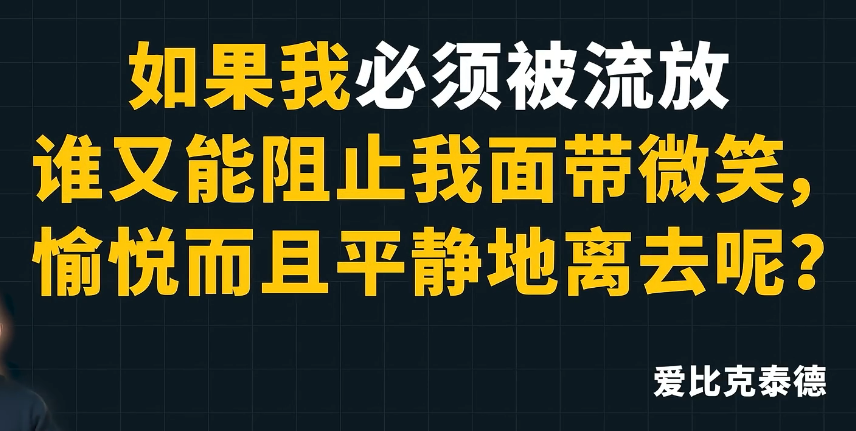 如果我必须被流放
谁又能阻止我面带微笑，
愉悦而且平静地离去呢？
爱比克泰德